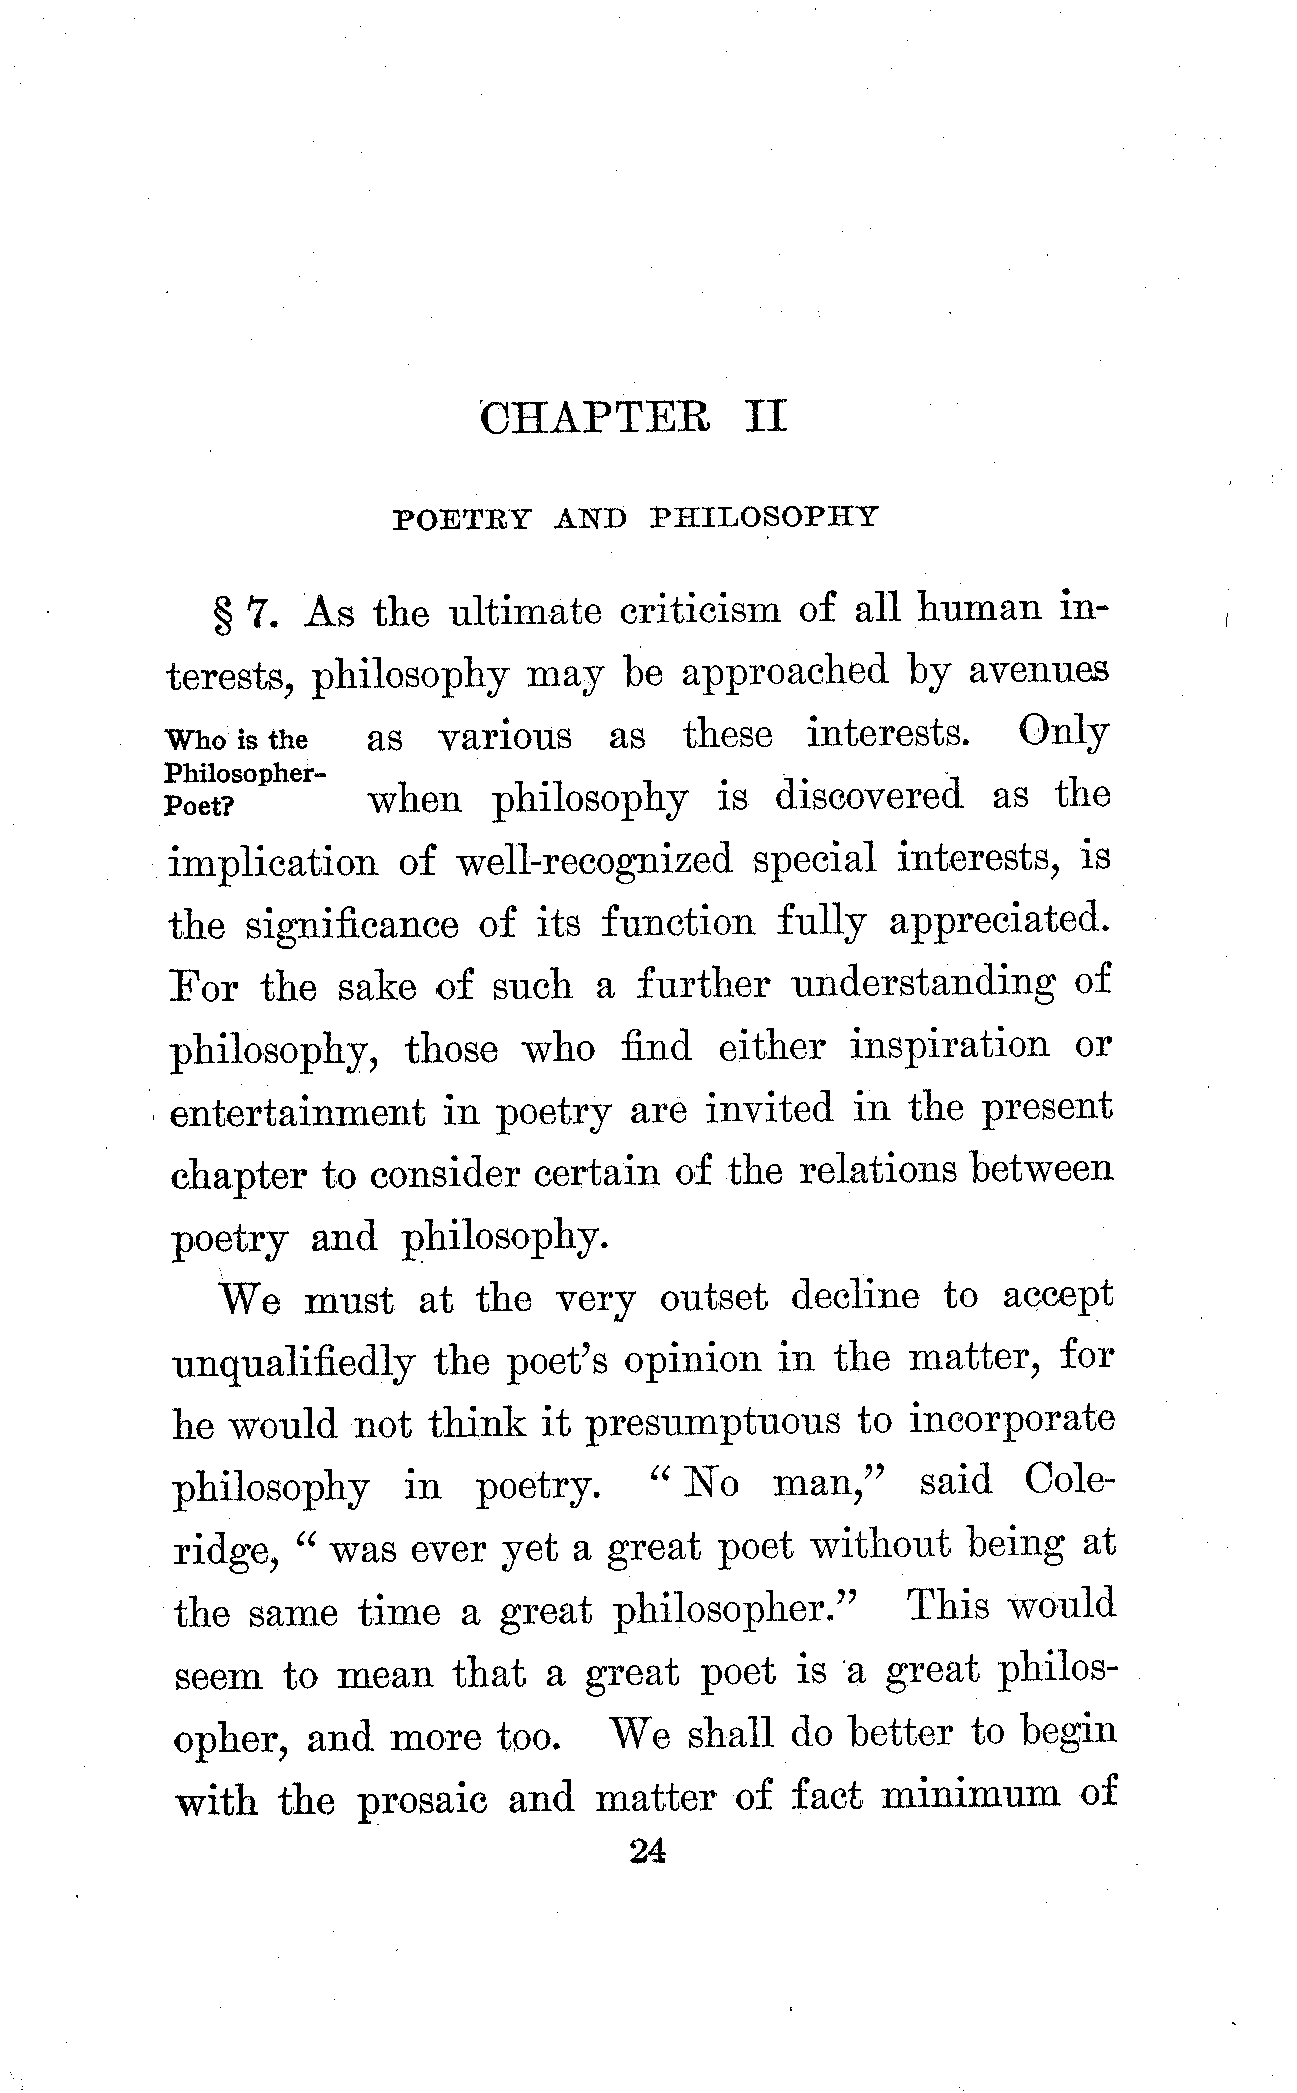 CHAPTER II
POETRY AND PHILOSOPHY
§ 7. As the ultimate criticism of all human in-
terests, philosophy may be approached by avenues
Who is the
Philosopher-
Poet?
as various as these interests. Only
when philosophy is discovered as the
implication of well-recognized special interests, is
the significance of its function fully appreciated.
For the sake of such a further understanding of
philosophy, those who find either inspiration or
entertainment in poetry are invited in the present
chapter to consider certain of the relations between
poetry and philosophy.
We must at the very outset decline to accept
unqualifiedly the poet's opinion in the matter, for
he would not think it presumptuous to incorporate
philosophy in poetry. “ No man,” said Cole-
ridge, “ was ever yet a great poet without being at
the same time a great philosopher.” This would
seem to mean that a great poet is a great philos-
opher, and more too. We shall do better to begin
with the prosaic and matter of fact minimum of
24